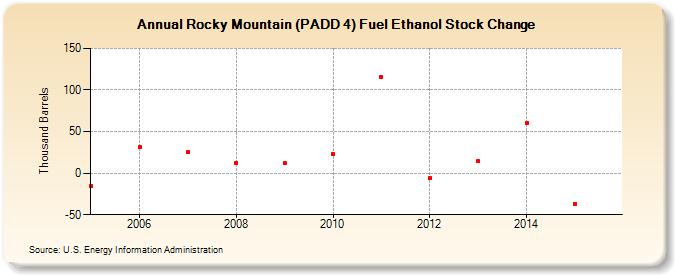 Annual Rocky Mountain (PADD 4) Fuel Ethanol Stock Change
Thousand Barrels
150
100
50
0
-50
2006 2008 2010 2012 2014
Source: U.S. Energy Information Administration